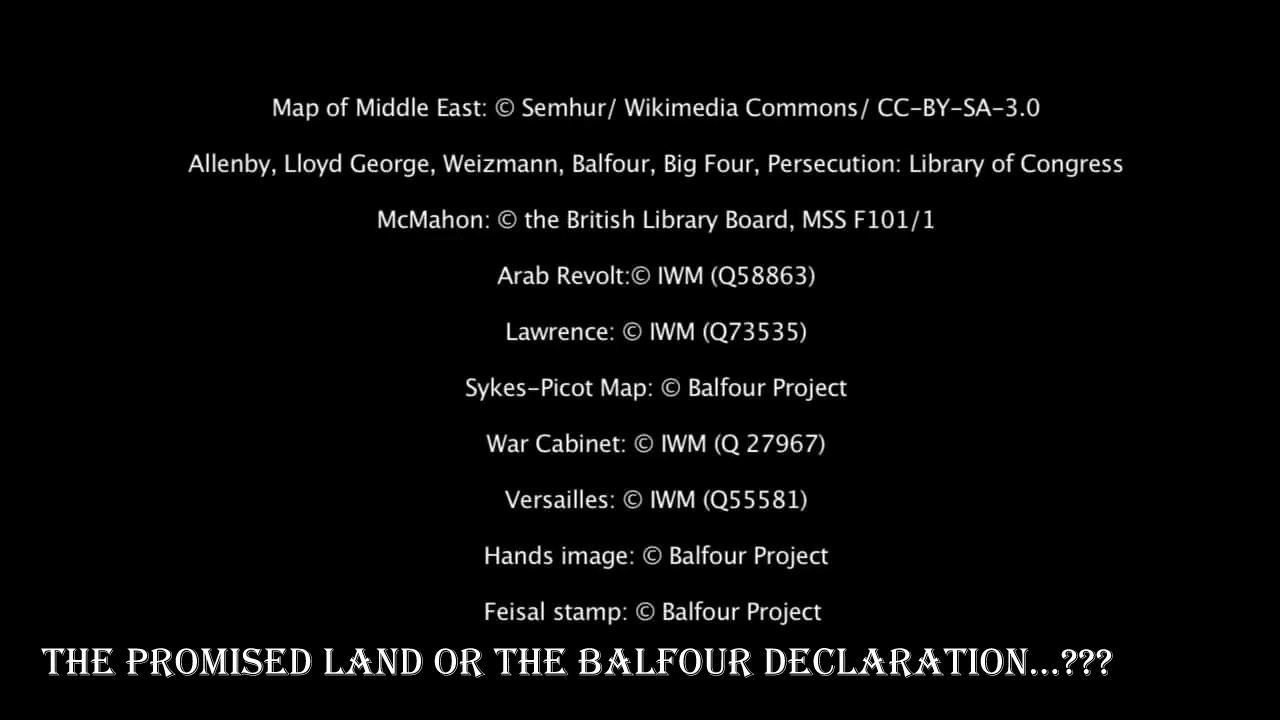 Map of Middle East: © Semhur/ Wikimedia Commons/ CC-BY-SA-3.0
Allenby, Lloyd George, Weizmann, Balfour, Big Four, Persecution: Library of Congress
McMahon: © the British Library Board, MSS F101/1
Arab Revolt:© IWM (Q58863)
Lawrence: © IWM (Q73535)
Sykes-Picot Map: © Balfour Project
War Cabinet: © IWM (Q 27967)
Versailles: © IWM (Q55581)
Hands image: © Balfour Project
Feisal stamp: © Balfour Project
THE PROMISED LAND OR THE BALFOUR DECLARATION...???